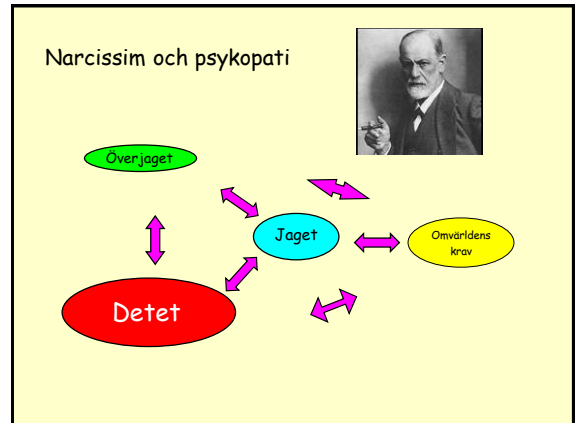 Narcissim och psykopati
Överjaget
Jaget
Omvärldens
krav
Detet